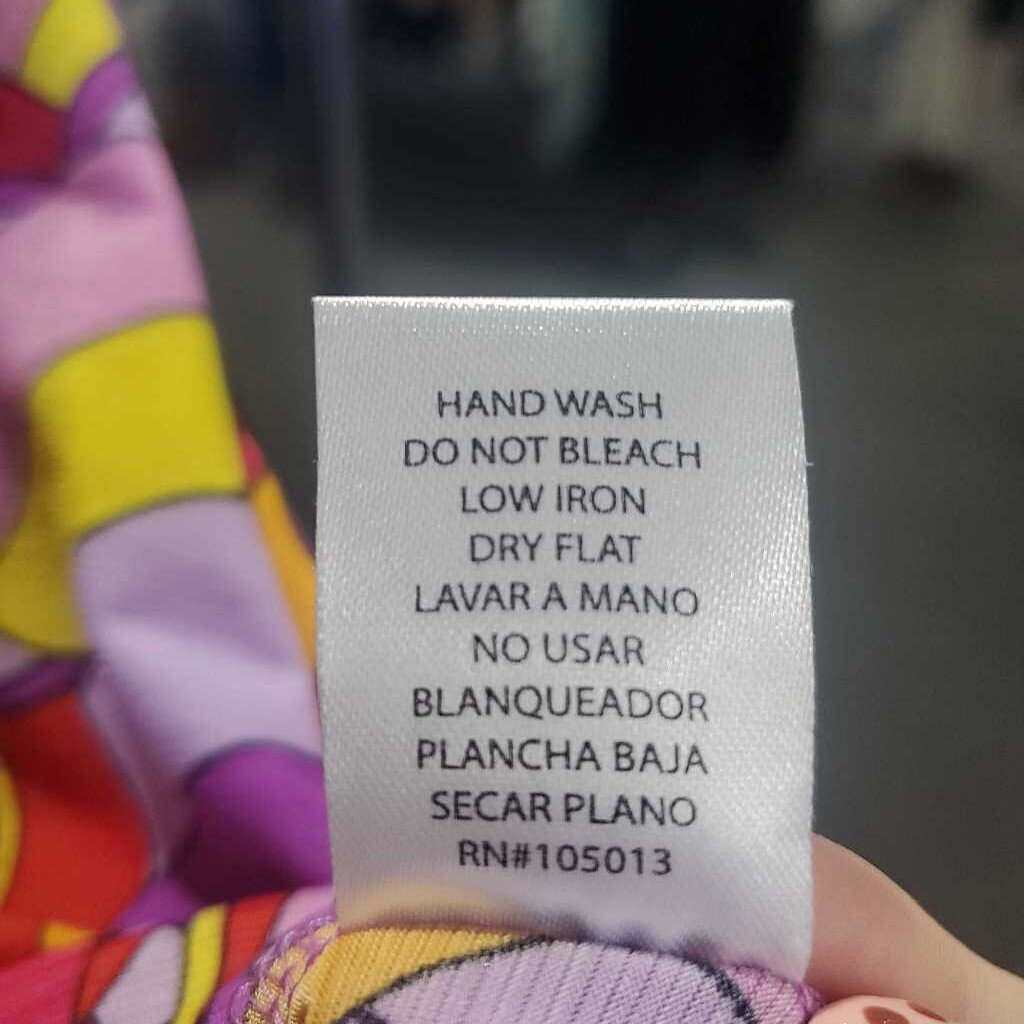 HAND WASH
DO NOT BLEACH
LOW IRON
DRY FLAT
LAVAR A MANO
NO USAR
BLANQUEADOR
PLANCHA BAJA
SECAR PLANO
RN#105013